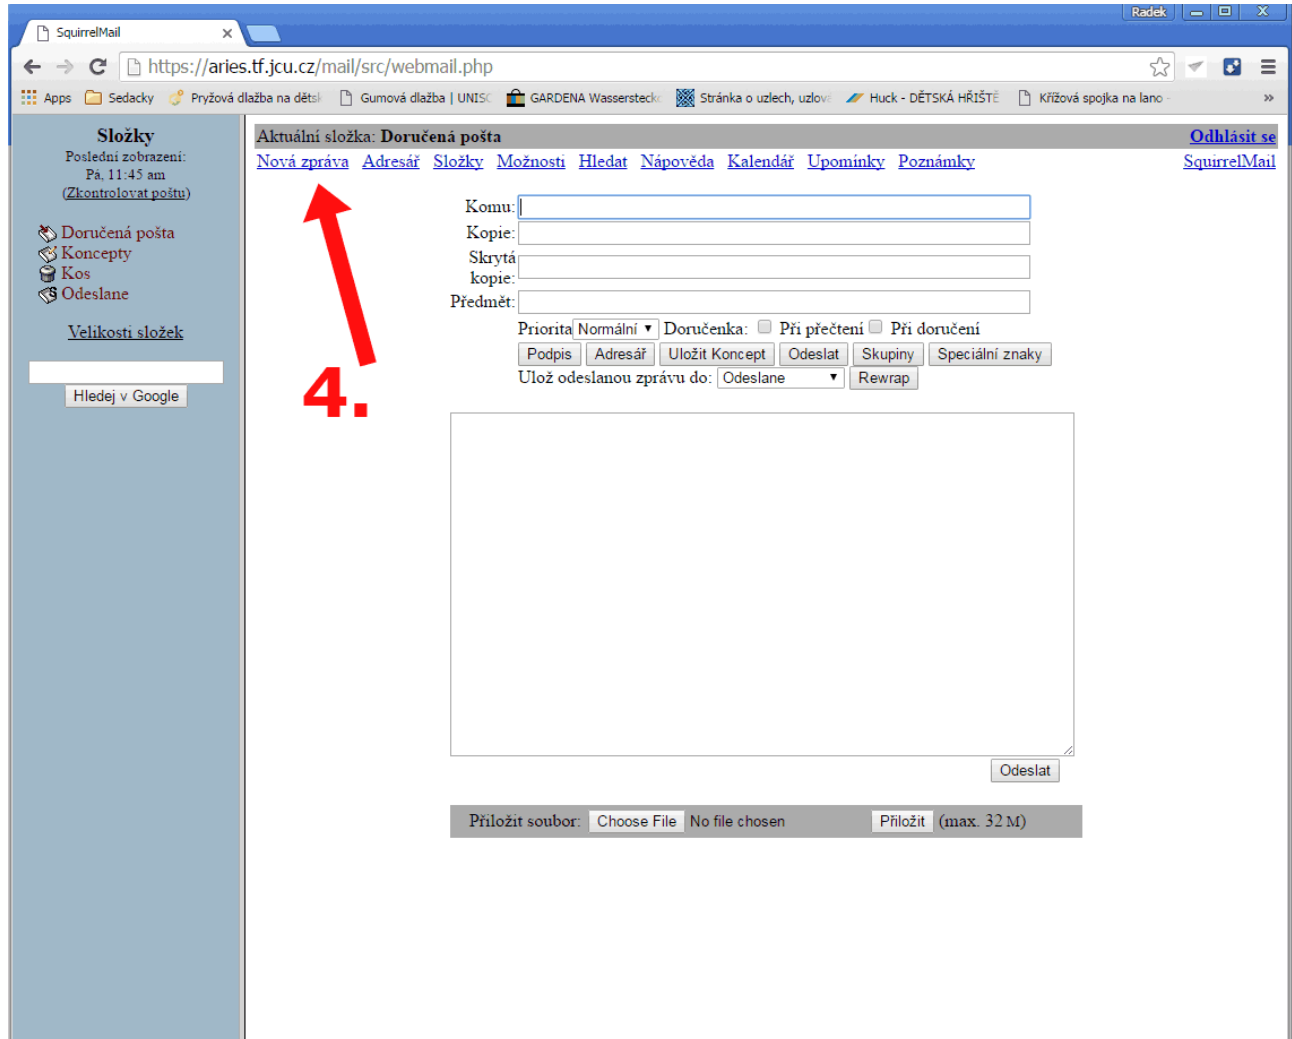 Radek
SquirrelMail
https://aries.tf.jcu.cz/mail/src/webmail.php
Apps Sedacky Pryžová dlažba na děts Gumová dlažba | UNISC GARDENA Wasserstecko Stránka o uzlech, uzlov Huck - DĚTSKÁ HŘIŠTĚ Křížová spojka na lano - »
Složky
Poslední zobrazení:
Pá, 11:45 am
(Zkontrolovat poštu)
Doručená pošta
Koncepty
Kos
Odeslane
Velikosti složek
Hledej v Google
Aktuální složka: Doručená pošta Odhlásit se
Nová zpráva Adresář Složky Možnosti Hledat Nápověda Kalendář Upomínky Poznámky SquirrelMail
Komu:
Kopie:
Skrytá
kopie:
Předmět:
Priorita Normální Doručenka: Při přečtení Při doručení
Podpis Adresář Uložit Koncept Odeslat Skupiny Speciální znaky
Ulož odeslanou zprávu do: Odeslane Rewrap
4.
Odeslat
Přiložit soubor: Choose File No file chosen Přiložit (max. 32 M)